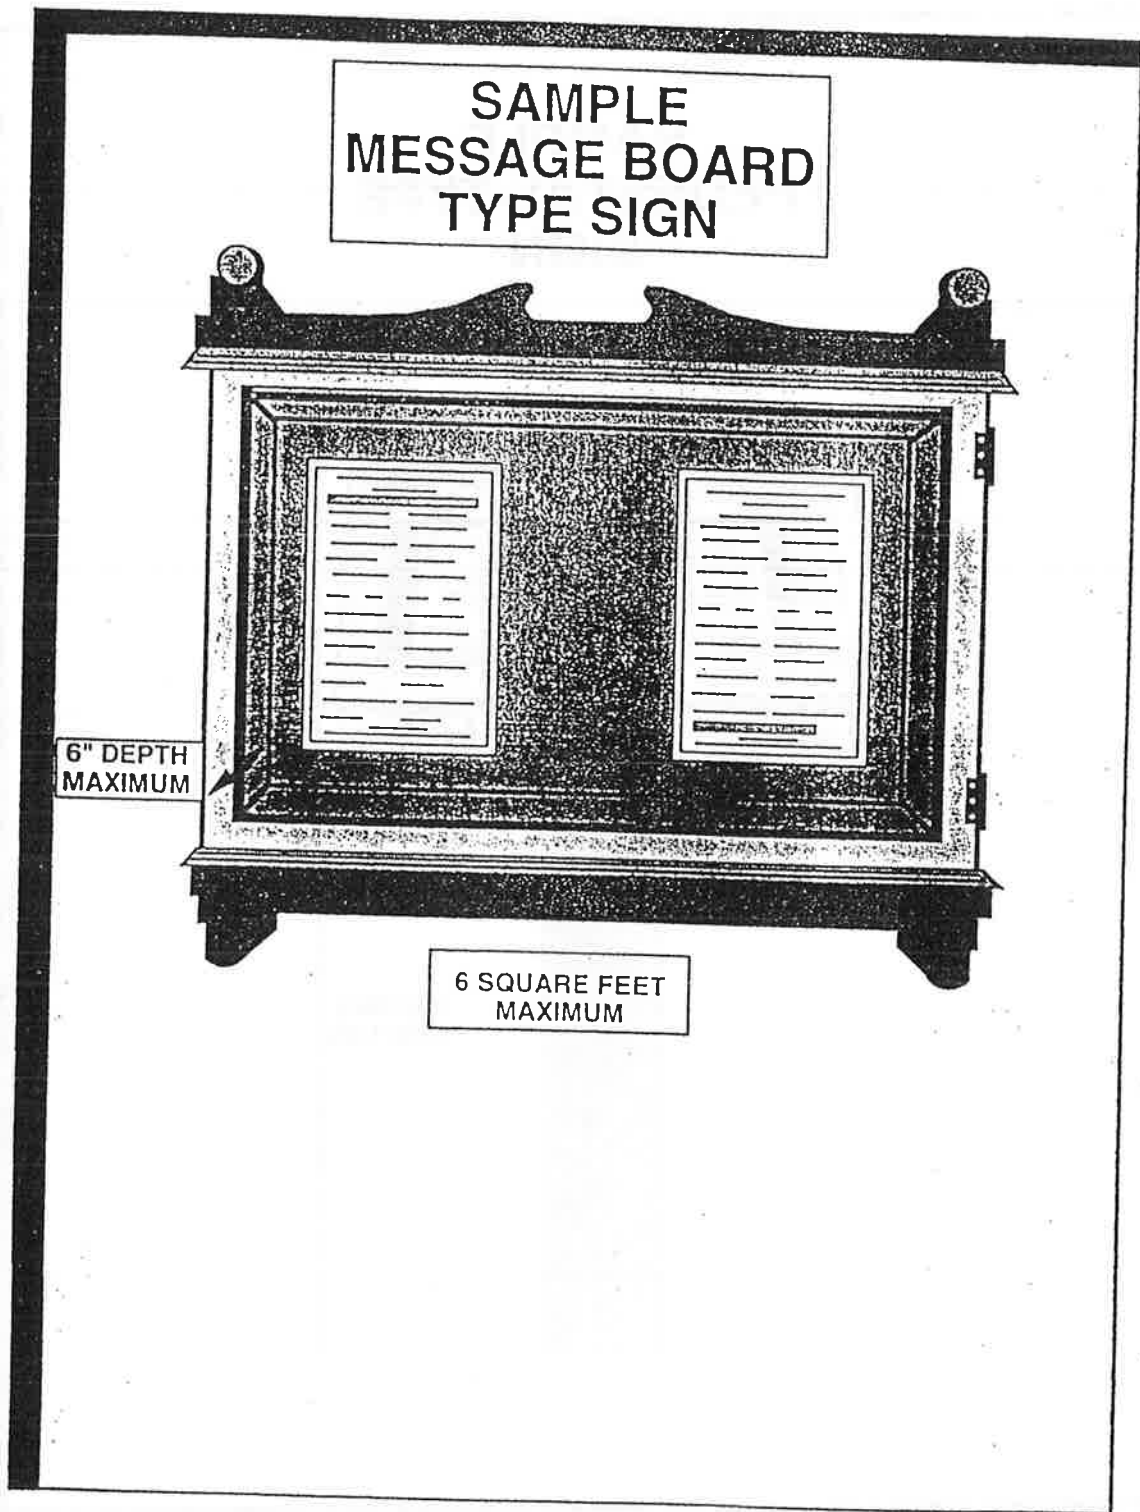 SAMPLE
MESSAGE BOARD
TYPE SIGN
6" DEPTH
MAXIMUM
6 SQUARE FEET
MAXIMUM